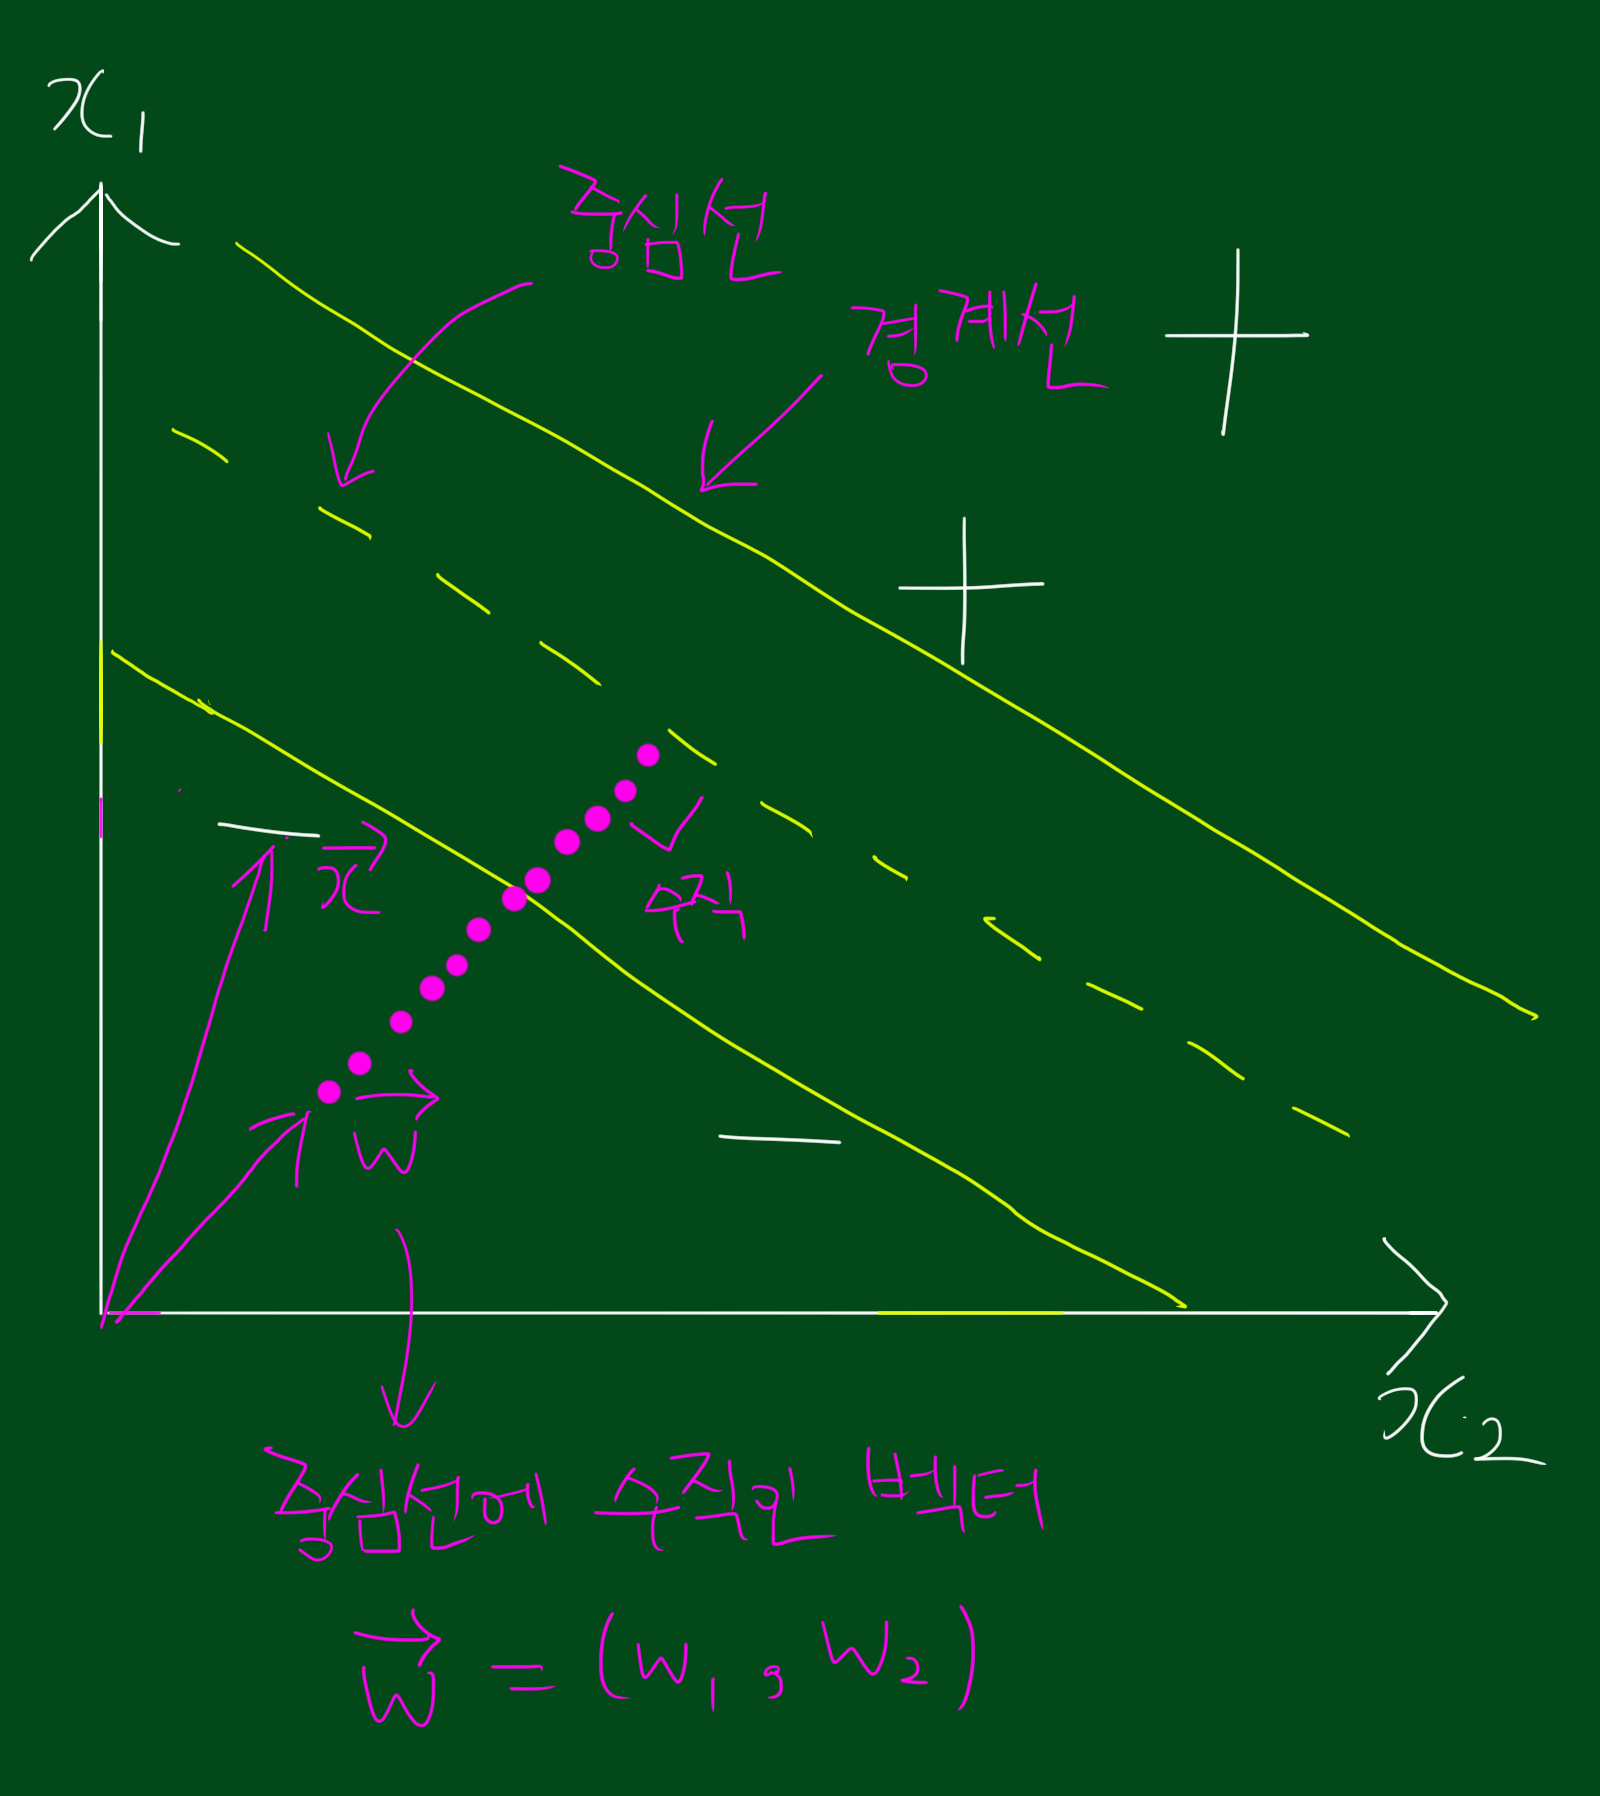 x₁
중심선
경계선
+
+
− x⃗
수직
w⃗
−
x₂
중심선에 수직인 벡터
w⃗ = (w₁, w₂)